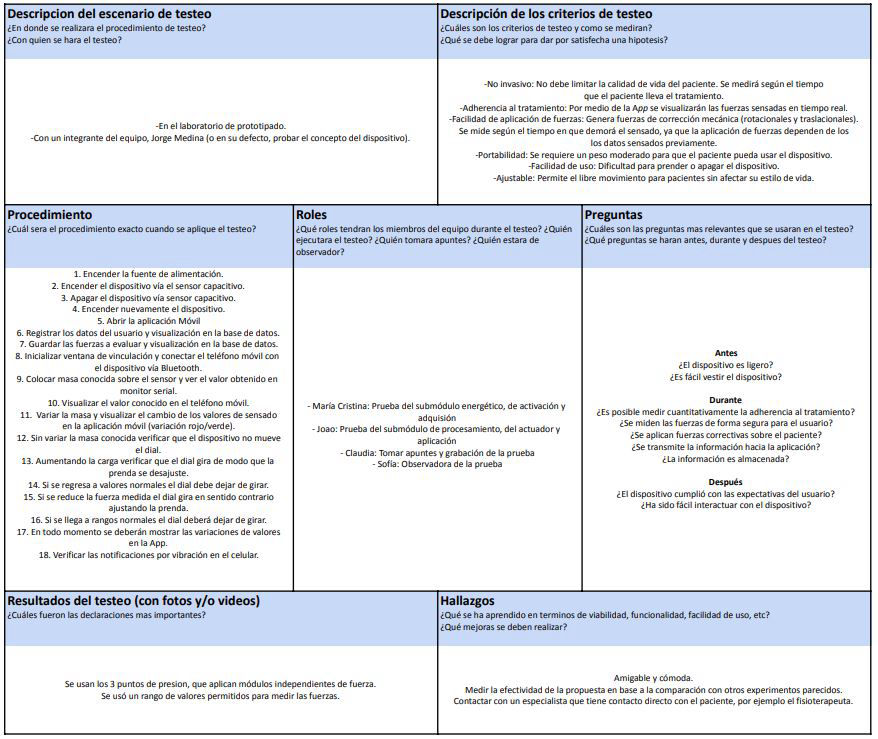 Descripcion del escenario de testeo
¿En donde se realizara el procedimiento de testeo?
¿Con quien se hara el testeo?
-En el laboratorio de prototipado.
-Con un integrante del equipo, Jorge Medina (o en su defecto, probar el concepto del dispositivo).
Descripción de los criterios de testeo
¿Cuáles son los criterios de testeo y como se mediran?
¿Qué se debe lograr para dar por satisfecha una hipotesis?
-No invasivo: No debe limitar la calidad de vida del paciente. Se medirá según el tiempo
que el paciente lleva el tratamiento.
-Adherencia al tratamiento: Por medio de la App se visualizarán las fuerzas sensadas en tiempo real.
-Facilidad de aplicación de fuerzas: Genera fuerzas de corrección mecánica (rotacionales y traslacionales).
Se mide según el tiempo en que demorá el sensado, ya que la aplicación de fuerzas dependen de los
los datos sensados previamente.
-Portabilidad: Se requiere un peso moderado para que el paciente pueda usar el dispositivo.
-Facilidad de uso: Dificultad para prender o apagar el dispositivo.
-Ajustable: Permite el libre movimiento para pacientes sin afectar su estilo de vida.
Procedimiento
¿Cuál sera el procedimiento exacto cuando se aplique el testeo?
1. Encender la fuente de alimentación.
2. Encender el dispositivo vía el sensor capacitivo.
3. Apagar el dispositivo vía sensor capacitivo.
4. Encender nuevamente el dispositivo.
5. Abrir la aplicación Móvil
6. Registrar los datos del usuario y visualización en la base de datos.
7. Guardar las fuerzas a evaluar y visualización en la base de datos.
8. Inicializar ventana de vinculación y conectar el teléfono móvil con
el dispositivo vía Bluetooth.
9. Colocar masa conocida sobre el sensor y ver el valor obtenido en
monitor serial.
10. Visualizar el valor conocido en el teléfono móvil.
11. Variar la masa y visualizar el cambio de los valores de sensado
en la aplicación móvil (variación rojo/verde).
12. Sin variar la masa conocida verificar que el dispositivo no mueve
el dial.
13. Aumentando la carga verificar que el dial gira de modo que la
prenda se desajuste.
14. Si se regresa a valores normales el dial debe dejar de girar.
15. Si se reduce la fuerza medida el dial gira en sentido contrario
ajustando la prenda.
16. Si se llega a rangos normales el dial deberá dejar de girar.
17. En todo momento se deberán mostrar las variaciones de valores
en la App.
18. Verificar las notificaciones por vibración en el celular.
Roles
¿Qué roles tendran los miembros del equipo durante el testeo? ¿Quién
ejecutara el testeo? ¿Quién tomara apuntes? ¿Quién estara de
observador?
- María Cristina: Prueba del submódulo energético, de activación y
adquisión
- Joao: Prueba del submódulo de procesamiento, del actuador y
aplicación
- Claudia: Tomar apuntes y grabación de la prueba
- Sofía: Observadora de la prueba
Preguntas
¿Cuáles son las preguntas mas relevantes que se usaran en el testeo?
¿Qué preguntas se haran antes, durante y despues del testeo?
Antes
¿El dispositivo es ligero?
¿Es fácil vestir el dispositivo?
Durante
¿Es posible medir cuantitativamente la adherencia al tratamiento?
¿Se miden las fuerzas de forma segura para el usuario?
¿Se aplican fuerzas correctivas sobre el paciente?
¿Se transmite la información hacia la aplicación?
¿La información es almacenada?
Después
¿El dispositivo cumplió con las expectativas del usuario?
¿Ha sido fácil interactuar con el dispositivo?
Resultados del testeo (con fotos y/o videos)
¿Cuáles fueron las declaraciones mas importantes?
Se usan los 3 puntos de presion, que aplican módulos independientes de fuerza.
Se usó un rango de valores permitidos para medir las fuerzas.
Hallazgos
¿Qué se ha aprendido en terminos de viabilidad, funcionalidad, facilidad de uso, etc?
¿Qué mejoras se deben realizar?
Amigable y cómoda.
Medir la efectividad de la propuesta en base a la comparación con otros experimentos parecidos.
Contactar con un especialista que tiene contacto directo con el paciente, por ejemplo el fisioterapeuta.